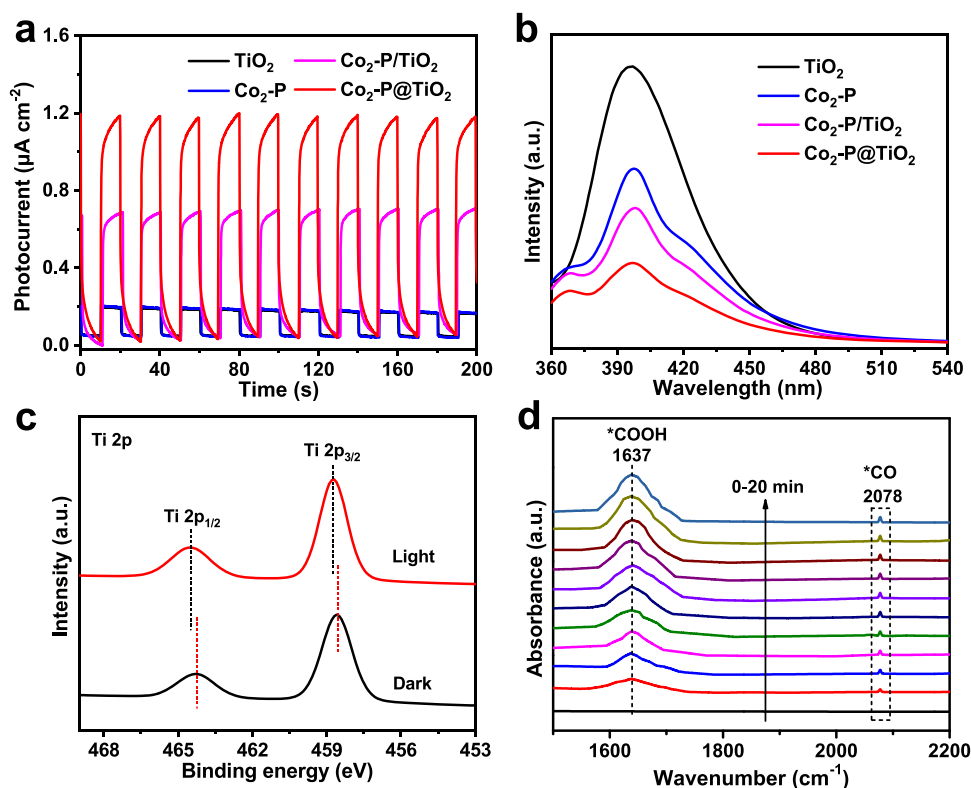 a
TiO₂
Co₂-P
Co₂-P/TiO₂
Co₂-P@TiO₂
Photocurrent (µA cm⁻²)
1.6
1.2
0.8
0.4
0.0
0 40 80 120 160 200
Time (s)
b
TiO₂
Co₂-P
Co₂-P/TiO₂
Co₂-P@TiO₂
Intensity (a.u.)
360 390 420 450 480 510 540
Wavelength (nm)
c
Ti 2p
Ti 2p₃/₂
Ti 2p₁/₂
Light
Dark
Intensity (a.u.)
468 465 462 459 456 453
Binding energy (eV)
d
*COOH
1637
0-20 min
*CO
2078
Absorbance (a.u.)
1600 1800 2000 2200
Wavenumber (cm⁻¹)